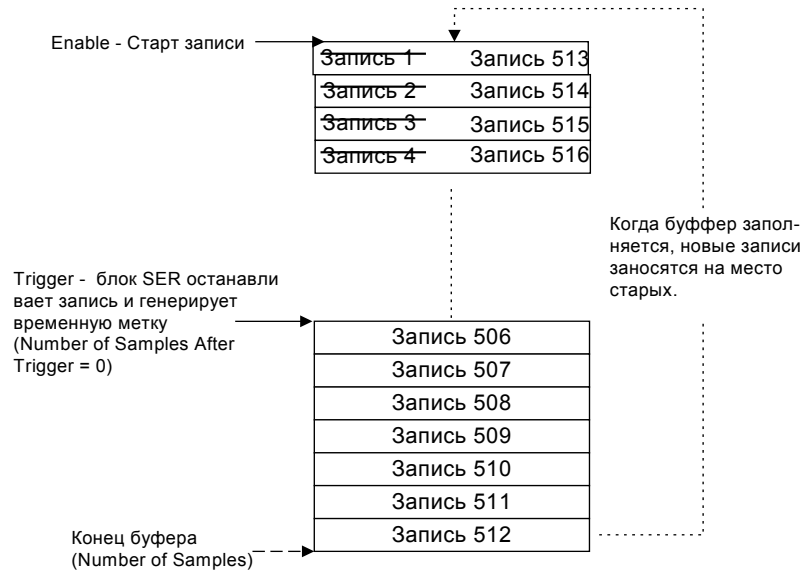 Enable - Старт записи
Запись 1 Запись 513
Запись 2 Запись 514
Запись 3 Запись 515
Запись 4 Запись 516
Когда буффер запол-
няется, новые записи
заносятся на место
старых.
Trigger - блок SER останавли
вает запись и генерирует
временную метку
(Number of Samples After
Trigger = 0)
Запись 506
Запись 507
Запись 508
Запись 509
Запись 510
Запись 511
Запись 512
Конец буфера
(Number of Samples)